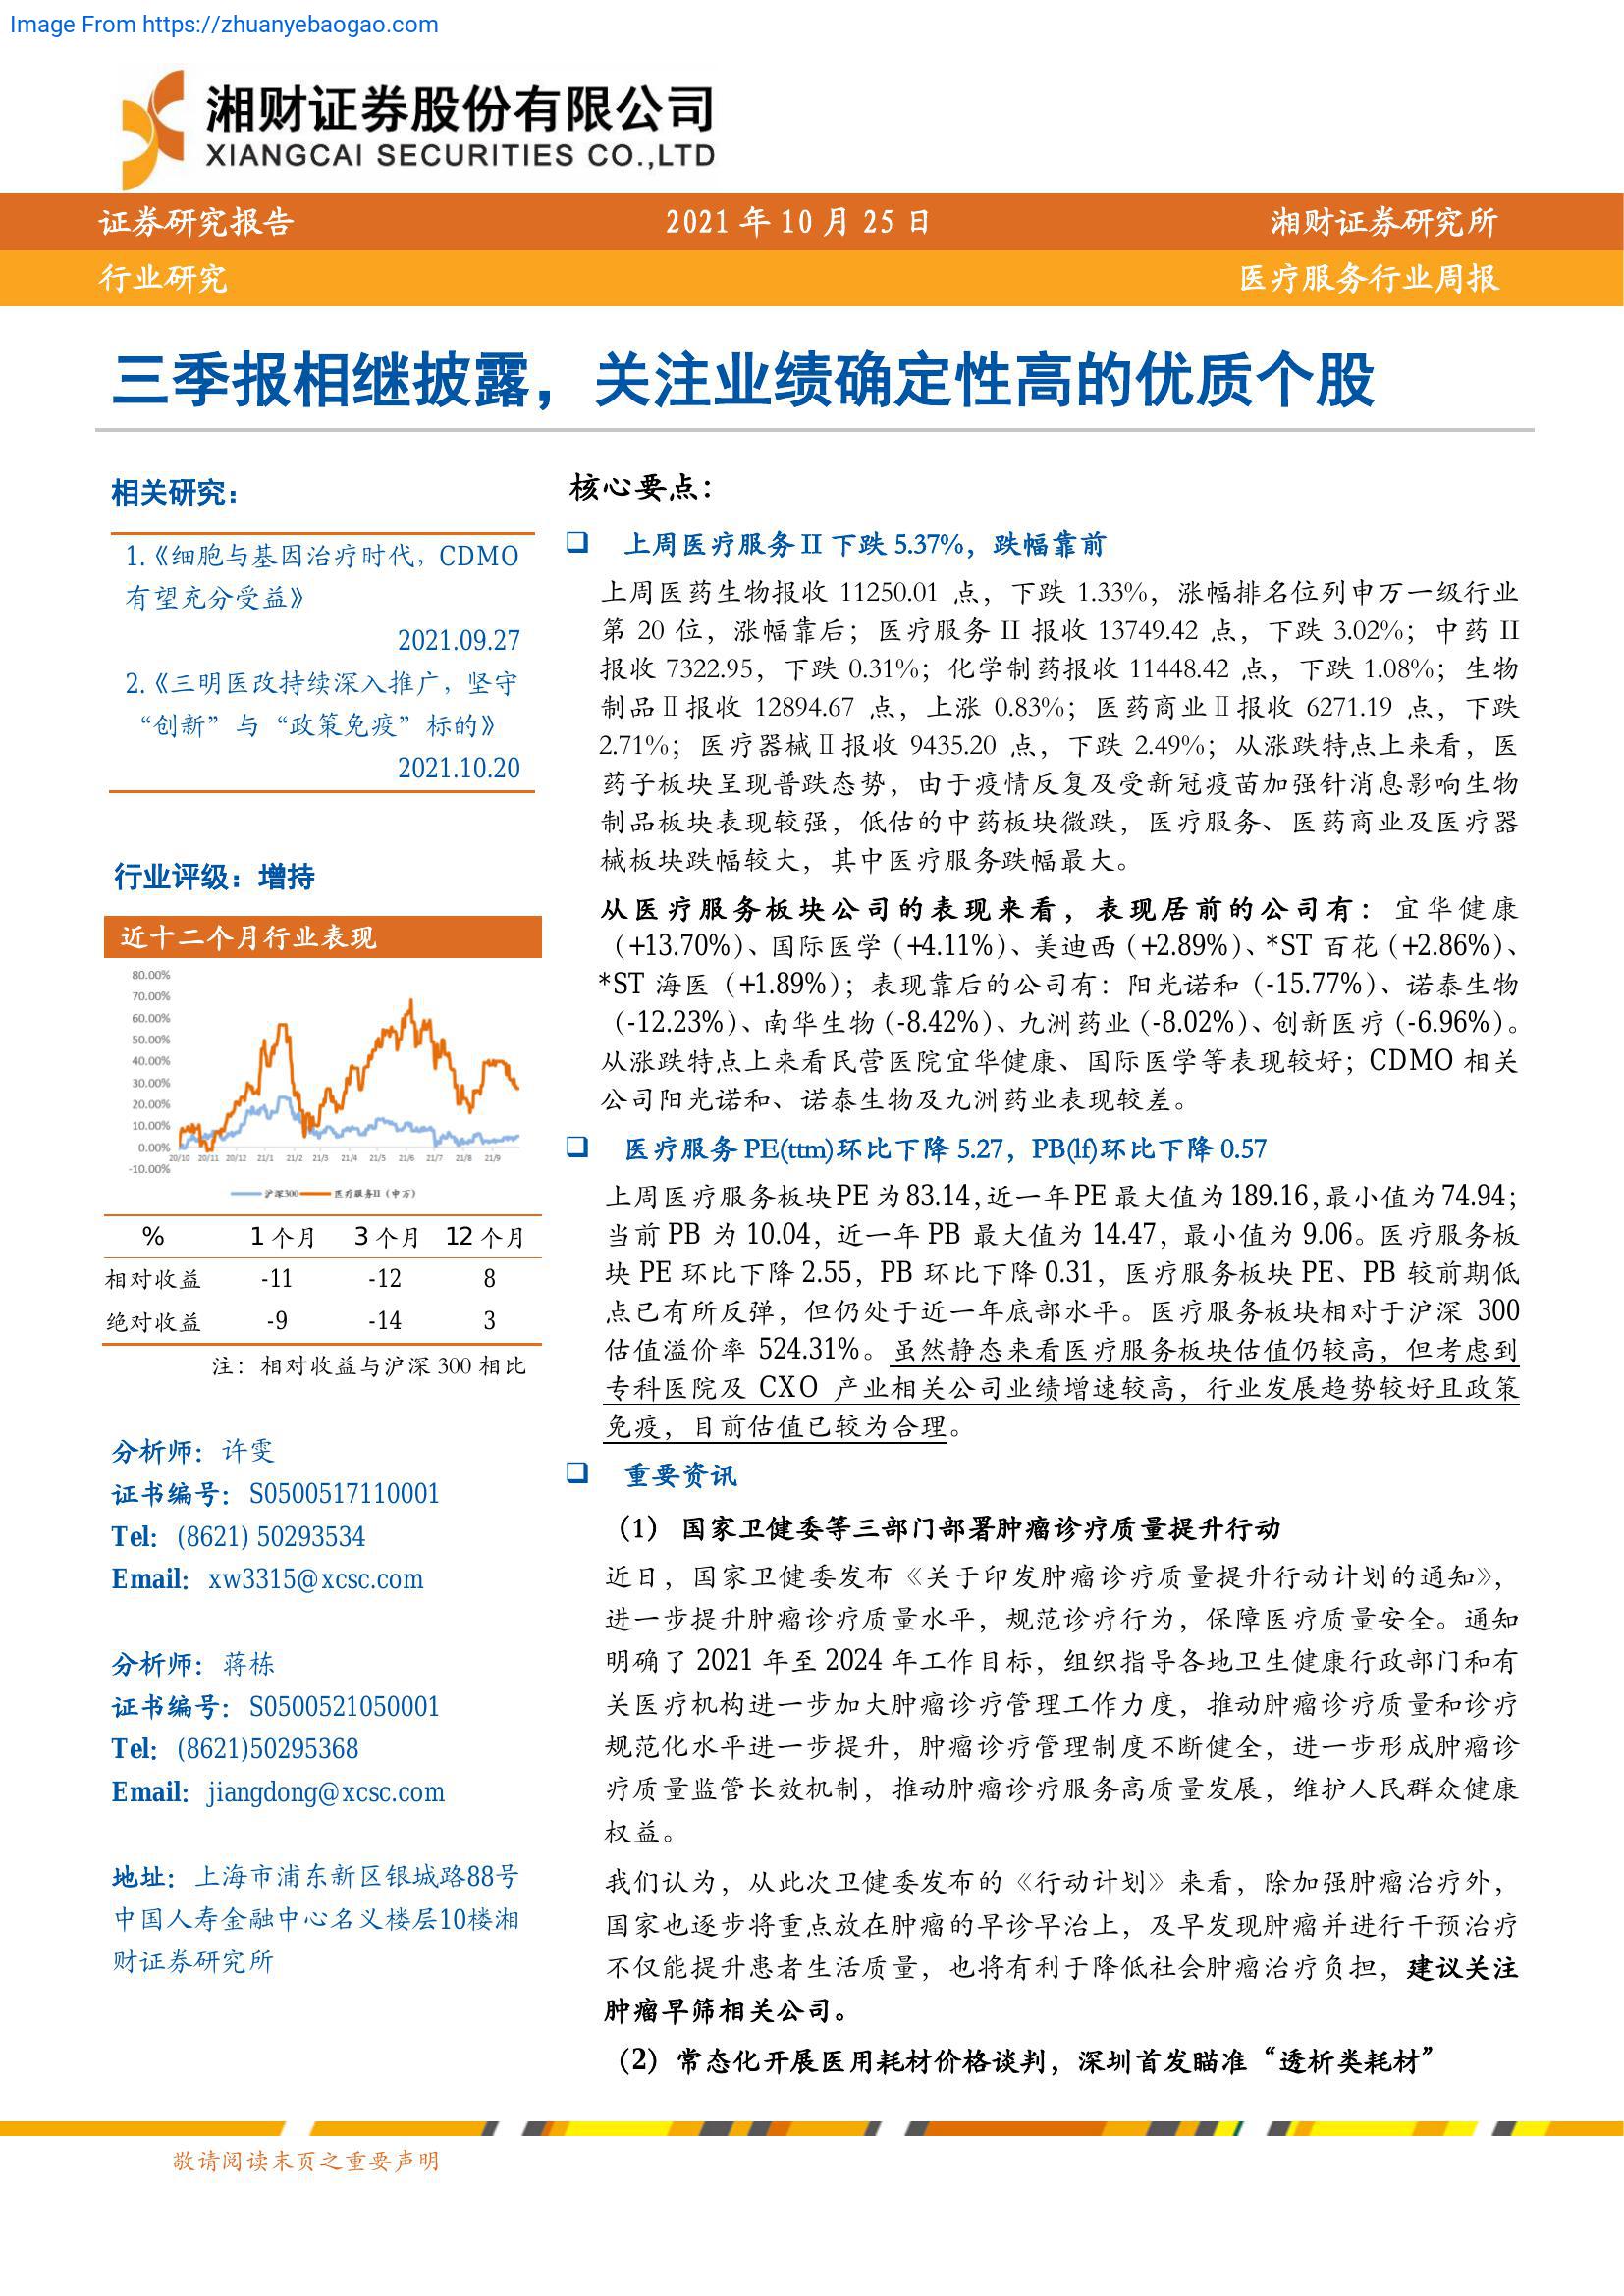 Image From https://zhuanyebaogao.com
湘财证券股份有限公司
XIANGCAI SECURITIES CO.,LTD
证券研究报告 2021 年 10 月 25 日 湘财证券研究所
行业研究 医疗服务行业周报
三季报相继披露，关注业绩确定性高的优质个股
相关研究：
1.《细胞与基因治疗时代，CDMO
有望充分受益》
2021.09.27
2.《三明医改持续深入推广，坚守
“创新”与“政策免疫”标的》
2021.10.20
行业评级：增持
近十二个月行业表现
80.00%
70.00%
60.00%
50.00%
40.00%
30.00%
20.00%
10.00%
0.00%
-10.00%
20/10 20/11 20/12 21/1 21/2 21/3 21/4 21/5 21/6 21/7 21/8 21/9
沪深300 医疗服务II（申万）
% 1 个月 3 个月 12 个月
相对收益 -11 -12 8
绝对收益 -9 -14 3
注：相对收益与沪深 300 相比
分析师：许雯
证书编号：S0500517110001
Tel：(8621) 50293534
Email：xw3315@xcsc.com
分析师：蒋栋
证书编号：S0500521050001
Tel：(8621)50295368
Email：jiangdong@xcsc.com
地址：上海市浦东新区银城路88号
中国人寿金融中心名义楼层10楼湘
财证券研究所
核心要点：
❑ 上周医疗服务 II 下跌 5.37%，跌幅靠前
上周医药生物报收 11250.01 点，下跌 1.33%，涨幅排名位列申万一级行业
第 20 位，涨幅靠后；医疗服务 II 报收 13749.42 点，下跌 3.02%；中药 II
报收 7322.95，下跌 0.31%；化学制药报收 11448.42 点，下跌 1.08%；生物
制品Ⅱ报收 12894.67 点，上涨 0.83%；医药商业Ⅱ报收 6271.19 点，下跌
2.71%；医疗器械Ⅱ报收 9435.20 点，下跌 2.49%；从涨跌特点上来看，医
药子板块呈现普跌态势，由于疫情反复及受新冠疫苗加强针消息影响生物
制品板块表现较强，低估的中药板块微跌，医疗服务、医药商业及医疗器
械板块跌幅较大，其中医疗服务跌幅最大。
从医疗服务板块公司的表现来看，表现居前的公司有：宜华健康
（+13.70%）、国际医学（+4.11%）、美迪西（+2.89%）、*ST 百花（+2.86%）、
*ST 海医（+1.89%）；表现靠后的公司有：阳光诺和（-15.77%）、诺泰生物
（-12.23%）、南华生物（-8.42%）、九洲药业（-8.02%）、创新医疗（-6.96%）。
从涨跌特点上来看民营医院宜华健康、国际医学等表现较好；CDMO 相关
公司阳光诺和、诺泰生物及九洲药业表现较差。
❑ 医疗服务 PE(ttm)环比下降 5.27，PB(lf)环比下降 0.57
上周医疗服务板块 PE 为 83.14，近一年 PE 最大值为 189.16，最小值为 74.94；
当前 PB 为 10.04，近一年 PB 最大值为 14.47，最小值为 9.06。医疗服务板
块 PE 环比下降 2.55，PB 环比下降 0.31，医疗服务板块 PE、PB 较前期低
点已有所反弹，但仍处于近一年底部水平。医疗服务板块相对于沪深 300
估值溢价率 524.31%。虽然静态来看医疗服务板块估值仍较高，但考虑到
专科医院及 CXO 产业相关公司业绩增速较高，行业发展趋势较好且政策
免疫，目前估值已较为合理。
❑ 重要资讯
（1）国家卫健委等三部门部署肿瘤诊疗质量提升行动
近日，国家卫健委发布《关于印发肿瘤诊疗质量提升行动计划的通知》，
进一步提升肿瘤诊疗质量水平，规范诊疗行为，保障医疗质量安全。通知
明确了 2021 年至 2024 年工作目标，组织指导各地卫生健康行政部门和有
关医疗机构进一步加大肿瘤诊疗管理工作力度，推动肿瘤诊疗质量和诊疗
规范化水平进一步提升，肿瘤诊疗管理制度不断健全，进一步形成肿瘤诊
疗质量监管长效机制，推动肿瘤诊疗服务高质量发展，维护人民群众健康
权益。
我们认为，从此次卫健委发布的《行动计划》来看，除加强肿瘤治疗外，
国家也逐步将重点放在肿瘤的早诊早治上，及早发现肿瘤并进行干预治疗
不仅能提升患者生活质量，也将有利于降低社会肿瘤治疗负担，建议关注
肿瘤早筛相关公司。
（2）常态化开展医用耗材价格谈判，深圳首发瞄准“透析类耗材”
敬请阅读末页之重要声明